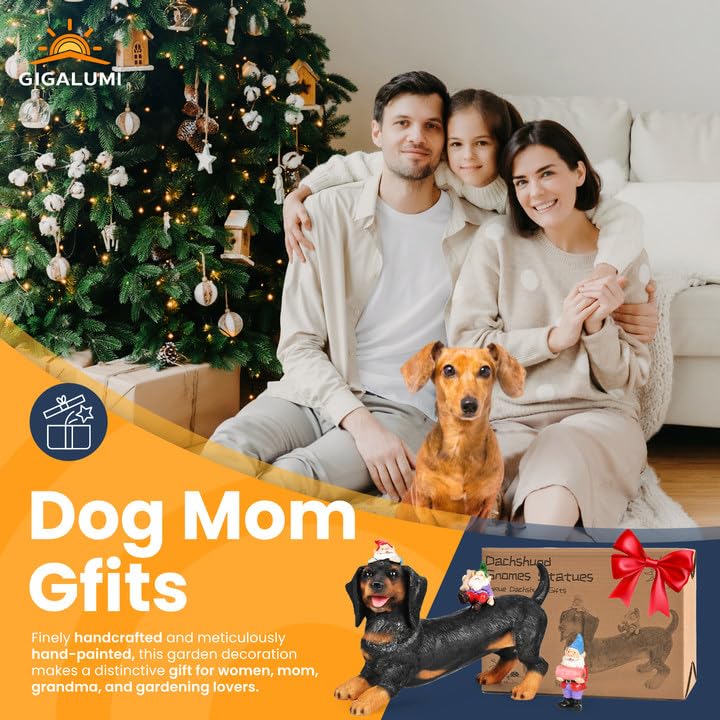 GIGALUMI
Dog Mom
Gfits
Finely handcrafted and meticulously
hand-painted, this garden decoration
makes a distinctive gift for women, mom,
grandma, and gardening lovers.
Dachshund
Gnomes Statues